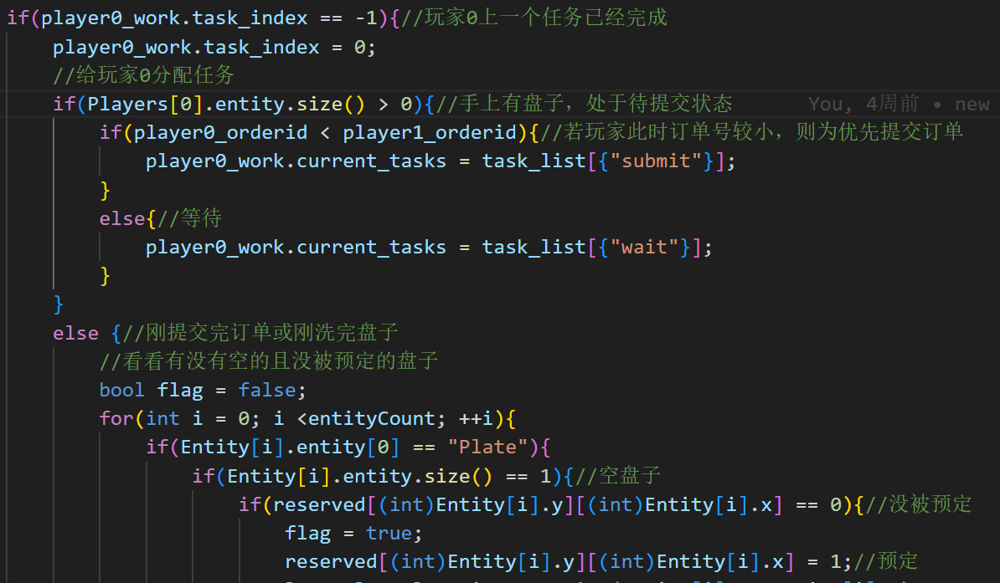 if(player0_work.task_index == -1){//玩家0上一个任务已经完成
    player0_work.task_index = 0;
    //给玩家0分配任务
    if(Players[0].entity.size() > 0){//手上有盘子，处于待提交状态        You, 4周前 • new
        if(player0_orderid < player1_orderid){//若玩家此时订单号较小，则为优先提交订单
            player0_work.current_tasks = task_list[{"submit"}];
        }
        else{//等待
            player0_work.current_tasks = task_list[{"wait"}];
        }
    }
    else {//刚提交完订单或刚洗完盘子
        //看看有没有空的且没被预定的盘子
        bool flag = false;
        for(int i = 0; i <entityCount; ++i){
            if(Entity[i].entity[0] == "Plate"){
                if(Entity[i].entity.size() == 1){//空盘子
                    if(reserved[(int)Entity[i].y][(int)Entity[i].x] == 0){//没被预定
                        flag = true;
                        reserved[(int)Entity[i].y][(int)Entity[i].x] = 1;//预定